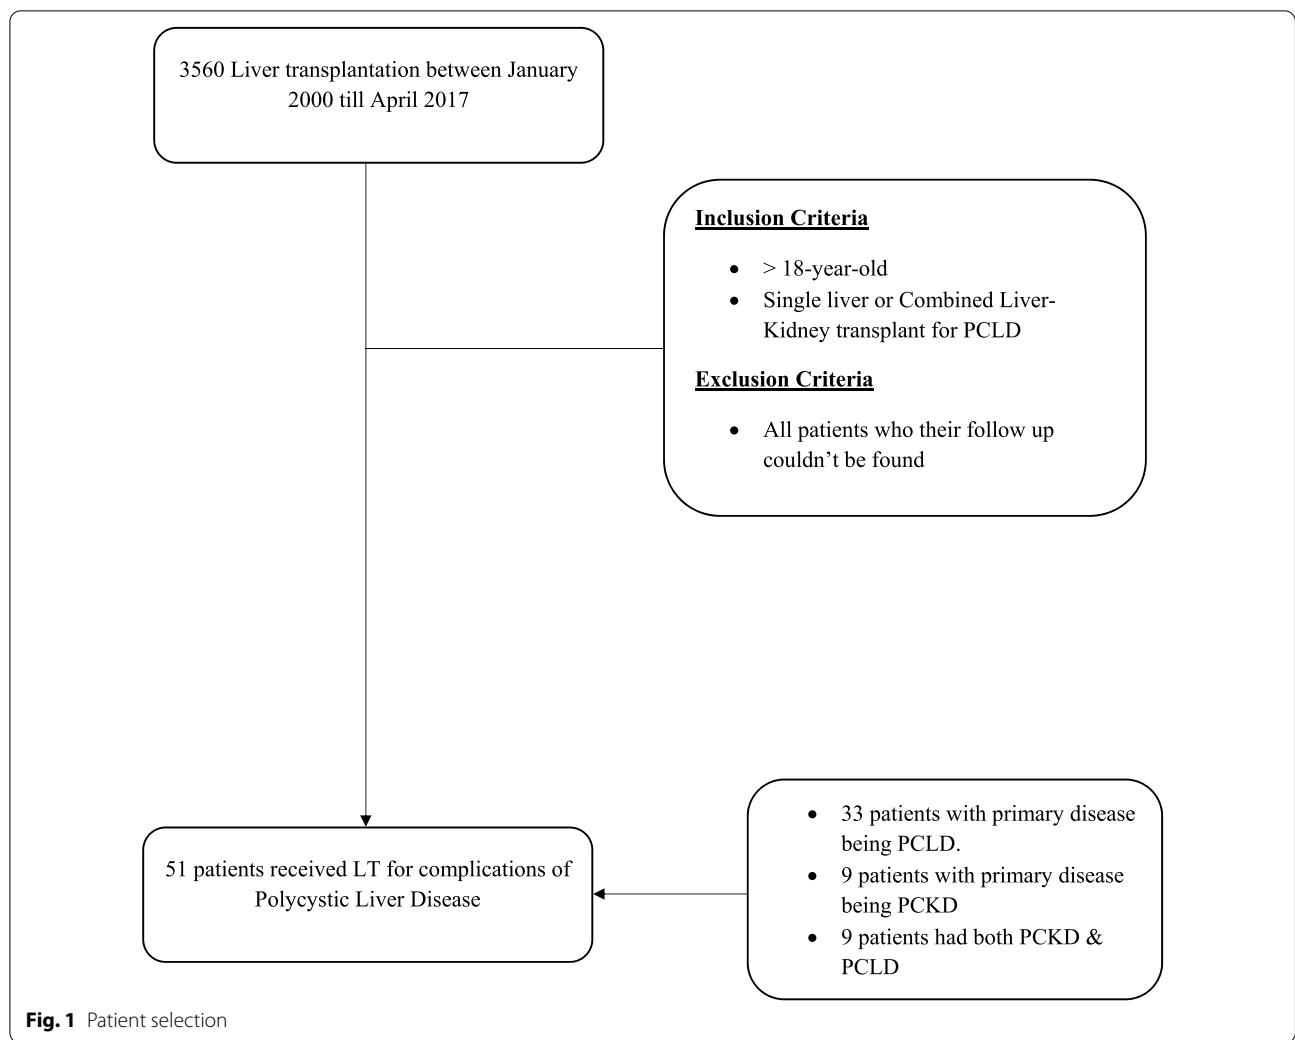 3560 Liver transplantation between January
2000 till April 2017
Inclusion Criteria
• > 18-year-old
• Single liver or Combined Liver-
Kidney transplant for PCLD
Exclusion Criteria
• All patients who their follow up
couldn’t be found
51 patients received LT for complications of
Polycystic Liver Disease
• 33 patients with primary disease
being PCLD.
• 9 patients with primary disease
being PCKD
• 9 patients had both PCKD &
PCLD
Fig. 1 Patient selection